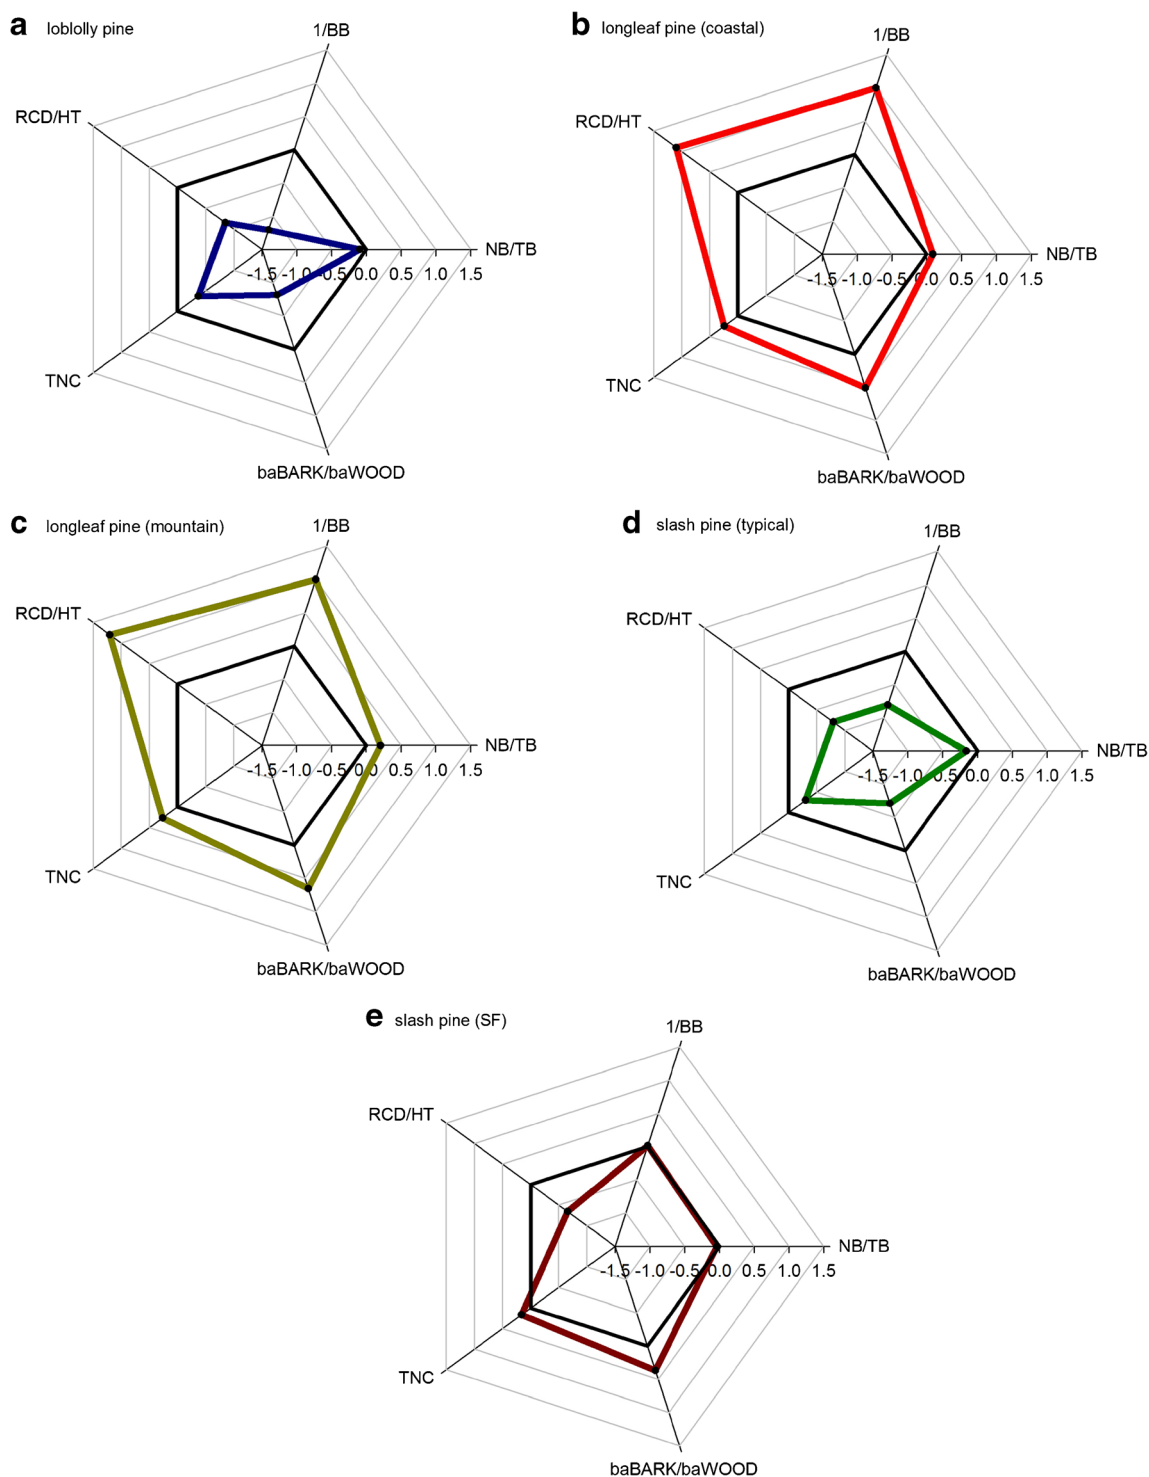 a loblolly pine
1/BB
RCD/HT
NB/TB
-1.5 -1.0 -0.5 0.0 0.5 1.0 1.5
TNC
baBARK/baWOOD
b longleaf pine (coastal)
1/BB
RCD/HT
NB/TB
-1.5 -1.0 -0.5 0.0 0.5 1.0 1.5
TNC
baBARK/baWOOD
c longleaf pine (mountain)
1/BB
RCD/HT
NB/TB
-1.5 -1.0 -0.5 0.0 0.5 1.0 1.5
TNC
baBARK/baWOOD
d slash pine (typical)
1/BB
RCD/HT
NB/TB
-1.5 -1.0 -0.5 0.0 0.5 1.0 1.5
TNC
baBARK/baWOOD
e slash pine (SF)
1/BB
RCD/HT
NB/TB
-1.5 -1.0 -0.5 0.0 0.5 1.0 1.5
TNC
baBARK/baWOOD